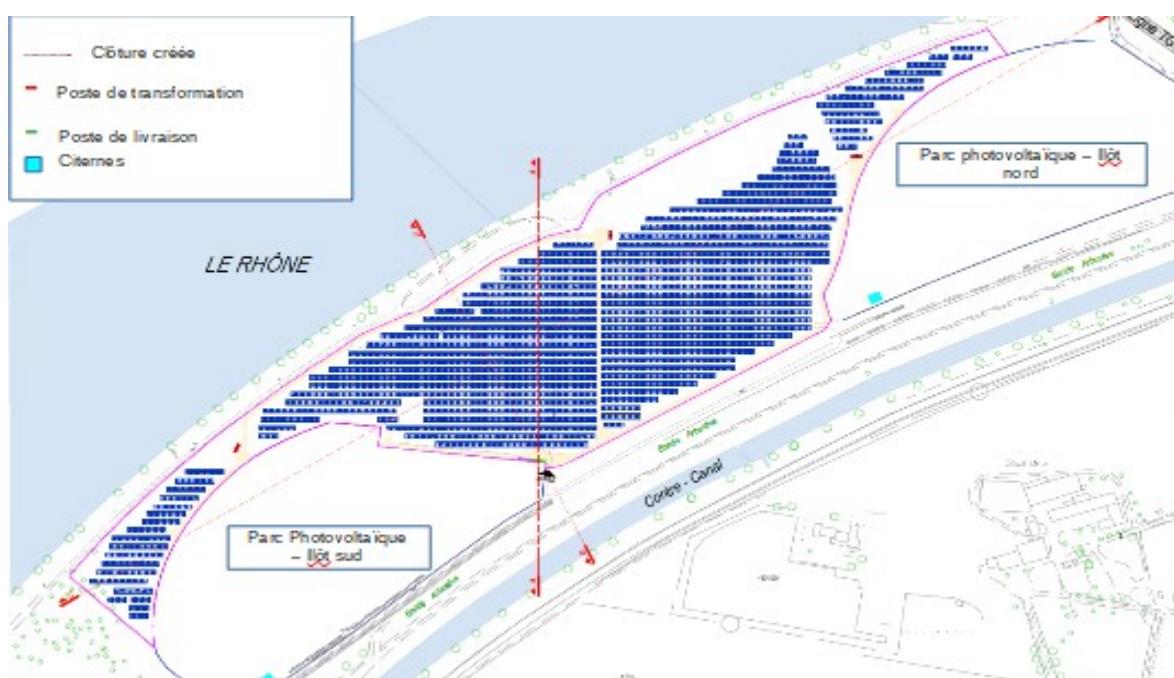 Clôture créée
Poste de transformation
Poste de livraison
Citernes
LE RHÔNE
Parc photovoltaïque – Ilôt
nord
Parc Photovoltaïque
– Ilôt sud
Contre - Canal